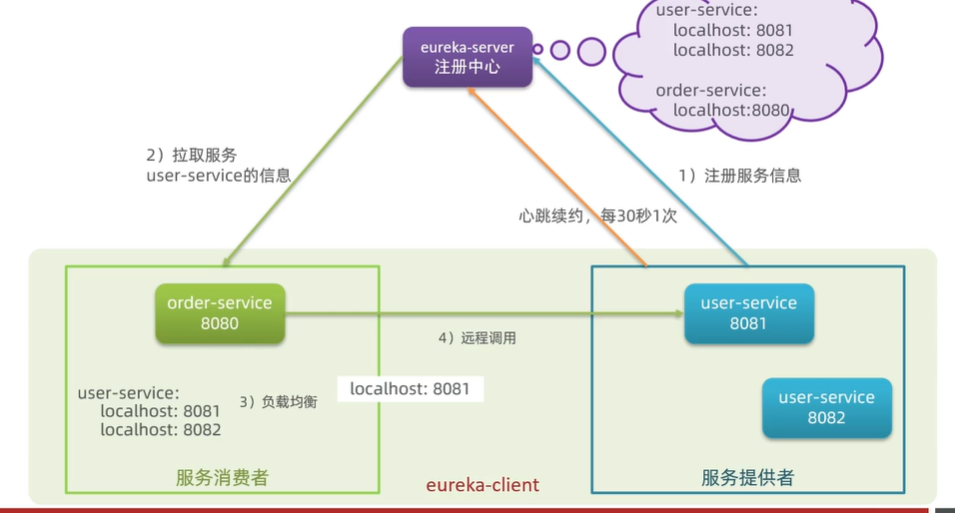 user-service:
localhost: 8081
localhost: 8082
order-service:
localhost:8080
eureka-server
注册中心
2）拉取服务
user-service的信息
1）注册服务信息
心跳续约，每30秒1次
order-service
8080
user-service
8081
4）远程调用
localhost: 8081
user-service:
localhost: 8081
localhost: 8082
3）负载均衡
user-service
8082
服务消费者
eureka-client
服务提供者